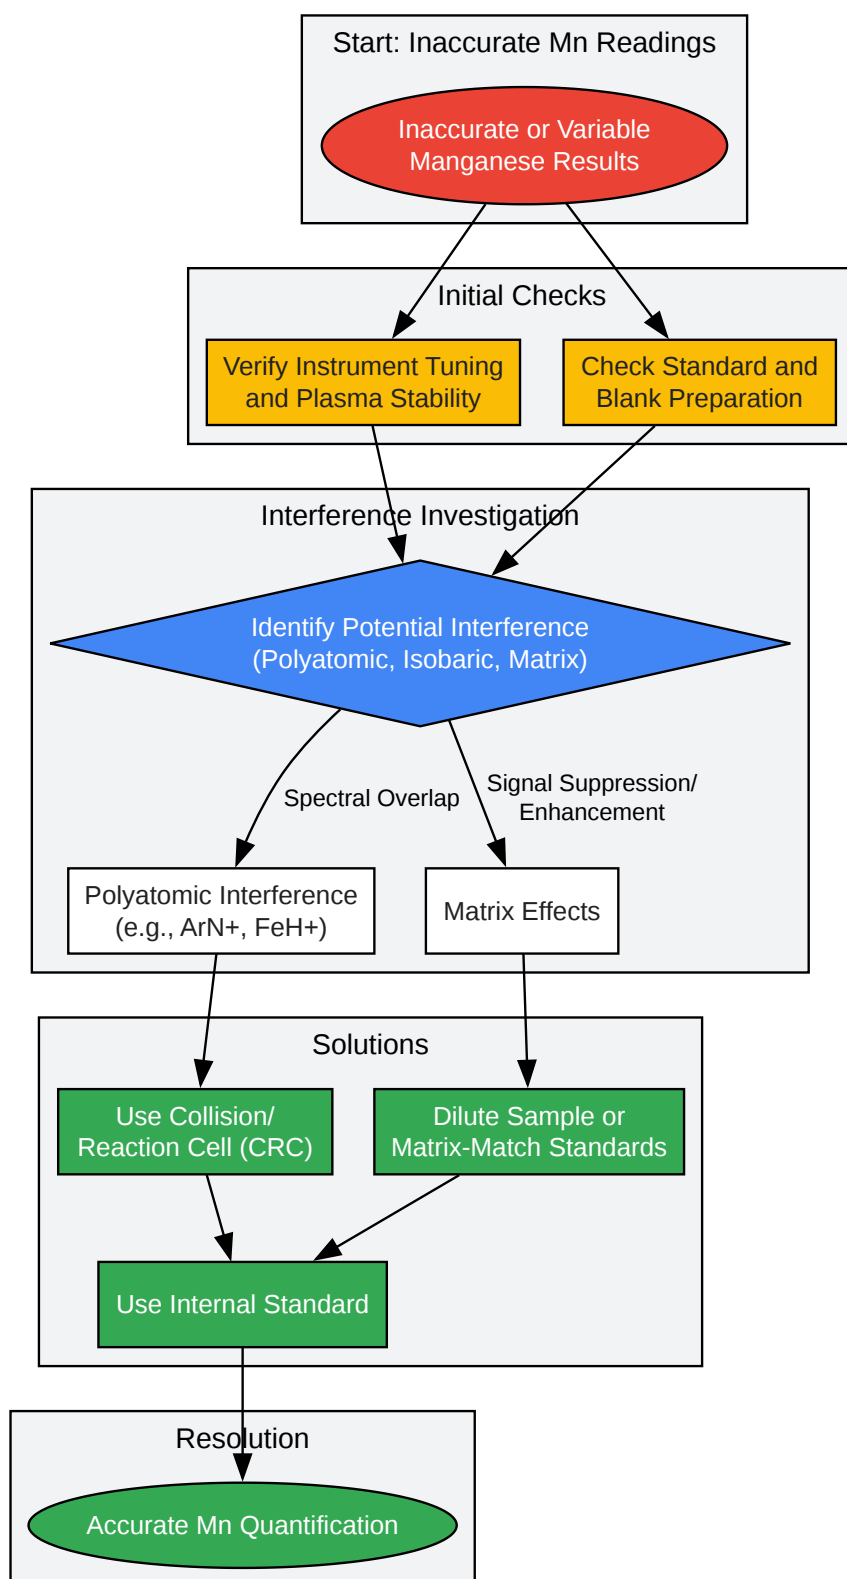 Start: Inaccurate Mn Readings
Inaccurate or Variable
Manganese Results
Initial Checks
Verify Instrument Tuning
and Plasma Stability
Check Standard and
Blank Preparation
Interference Investigation
Identify Potential Interference
(Polyatomic, Isobaric, Matrix)
Spectral Overlap
Signal Suppression/
Enhancement
Polyatomic Interference
(e.g., ArN+, FeH+)
Matrix Effects
Solutions
Use Collision/
Reaction Cell (CRC)
Dilute Sample or
Matrix-Match Standards
Use Internal Standard
Resolution
Accurate Mn Quantification